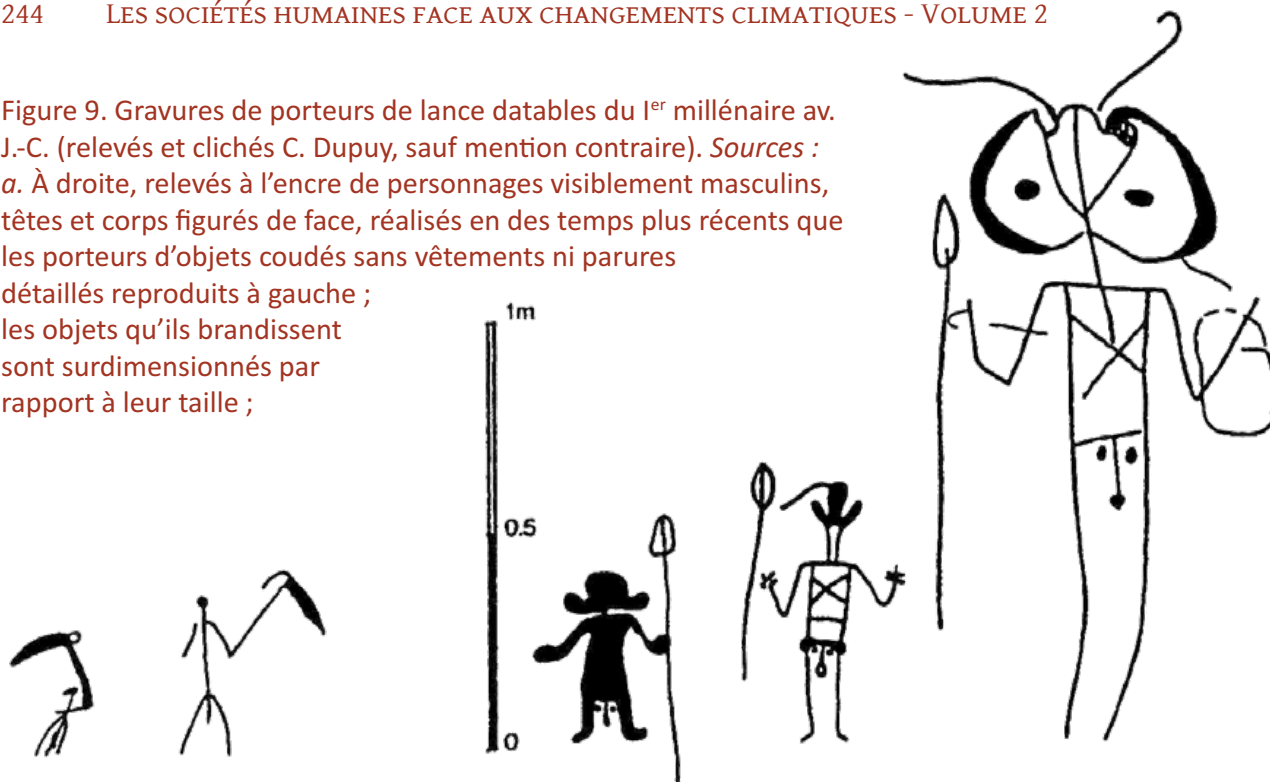 244 LES SOCIÉTÉS HUMAINES FACE AUX CHANGEMENTS CLIMATIQUES - VOLUME 2
Figure 9. Gravures de porteurs de lance datables du Ier millénaire av.
J.-C. (relevés et clichés C. Dupuy, sauf mention contraire). Sources :
a. À droite, relevés à l'encre de personnages visiblement masculins,
têtes et corps figurés de face, réalisés en des temps plus récents que
les porteurs d'objets coudés sans vêtements ni parures
détaillés reproduits à gauche ;
les objets qu'ils brandissent
sont surdimensionnés par
rapport à leur taille ;
1m
0.5
0